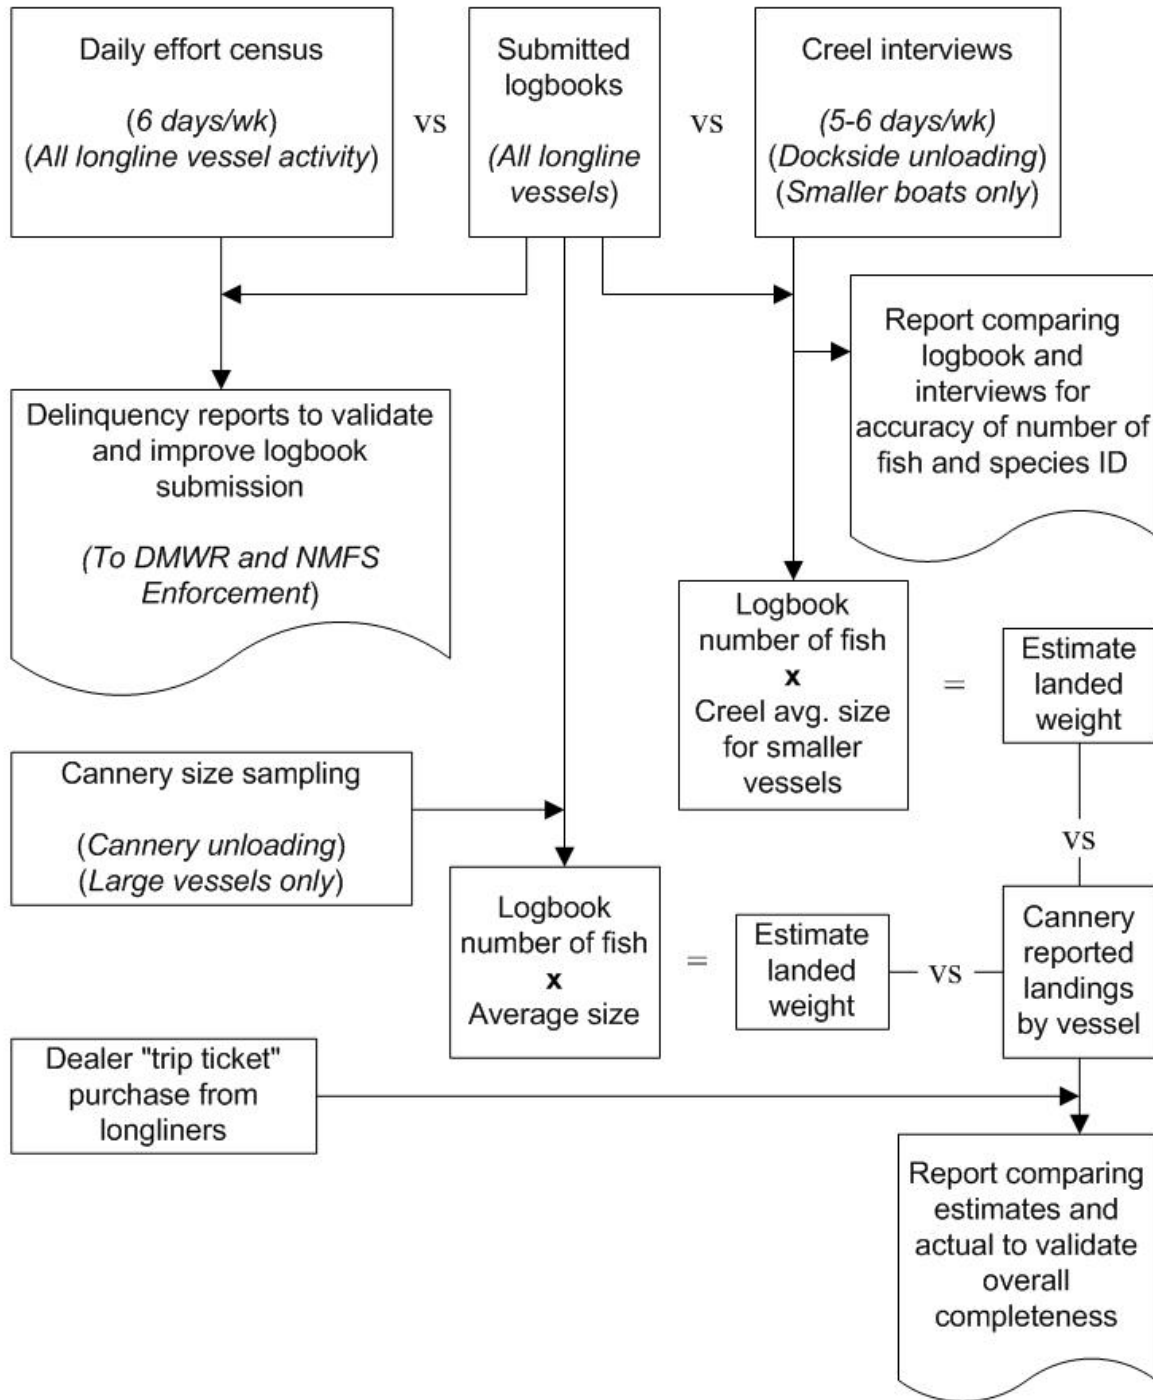 Daily effort census
(6 days/wk)
(All longline vessel activity)
vs
Submitted
logbooks
(All longline
vessels)
vs
Creel interviews
(5-6 days/wk)
(Dockside unloading)
(Smaller boats only)
Report comparing
logbook and
interviews for
accuracy of number of
fish and species ID
Delinquency reports to validate
and improve logbook
submission
(To DMWR and NMFS
Enforcement)
Logbook
number of fish
x
Creel avg. size
for smaller
vessels
=
Estimate
landed
weight
vs
Cannery size sampling
(Cannery unloading)
(Large vessels only)
Logbook
number of fish
x
Average size
=
Estimate
landed
weight
vs
Cannery
reported
landings
by vessel
Dealer "trip ticket"
purchase from
longliners
Report comparing
estimates and
actual to validate
overall
completeness